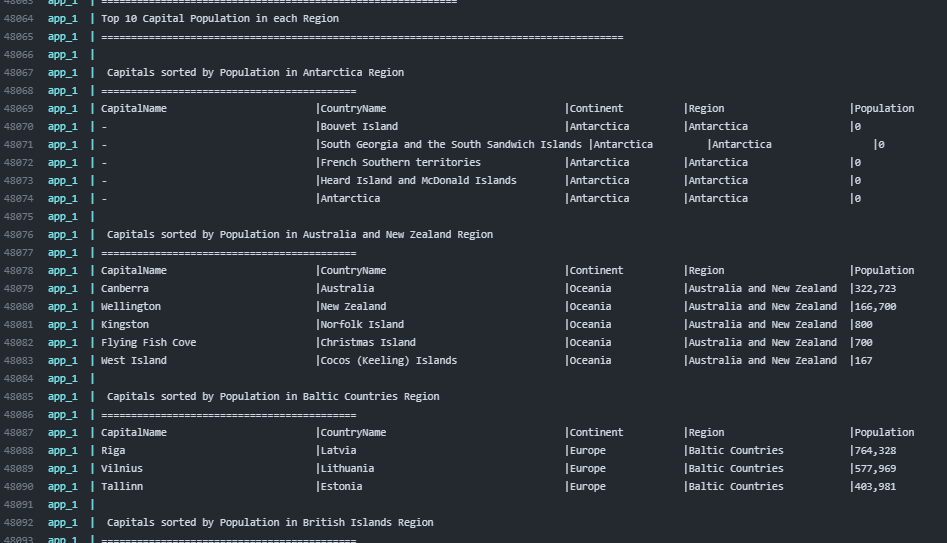 48063 app_1 | ============================================================
48064 app_1 | Top 10 Capital Population in each Region
48065 app_1 | ========================================================================================
48066 app_1 |
48067 app_1 |  Capitals sorted by Population in Antarctica Region
48068 app_1 | ===========================================
48069 app_1 | CapitalName |CountryName |Continent |Region |Population
48070 app_1 | - |Bouvet Island |Antarctica |Antarctica |0
48071 app_1 | - |South Georgia and the South Sandwich Islands |Antarctica |Antarctica |0
48072 app_1 | - |French Southern territories |Antarctica |Antarctica |0
48073 app_1 | - |Heard Island and McDonald Islands |Antarctica |Antarctica |0
48074 app_1 | - |Antarctica |Antarctica |Antarctica |0
48075 app_1 |
48076 app_1 |  Capitals sorted by Population in Australia and New Zealand Region
48077 app_1 | ===========================================
48078 app_1 | CapitalName |CountryName |Continent |Region |Population
48079 app_1 | Canberra |Australia |Oceania |Australia and New Zealand |322,723
48080 app_1 | Wellington |New Zealand |Oceania |Australia and New Zealand |166,700
48081 app_1 | Kingston |Norfolk Island |Oceania |Australia and New Zealand |800
48082 app_1 | Flying Fish Cove |Christmas Island |Oceania |Australia and New Zealand |700
48083 app_1 | West Island |Cocos (Keeling) Islands |Oceania |Australia and New Zealand |167
48084 app_1 |
48085 app_1 |  Capitals sorted by Population in Baltic Countries Region
48086 app_1 | ===========================================
48087 app_1 | CapitalName |CountryName |Continent |Region |Population
48088 app_1 | Riga |Latvia |Europe |Baltic Countries |764,328
48089 app_1 | Vilnius |Lithuania |Europe |Baltic Countries |577,969
48090 app_1 | Tallinn |Estonia |Europe |Baltic Countries |403,981
48091 app_1 |
48092 app_1 |  Capitals sorted by Population in British Islands Region
48093 app_1 | ===========================================